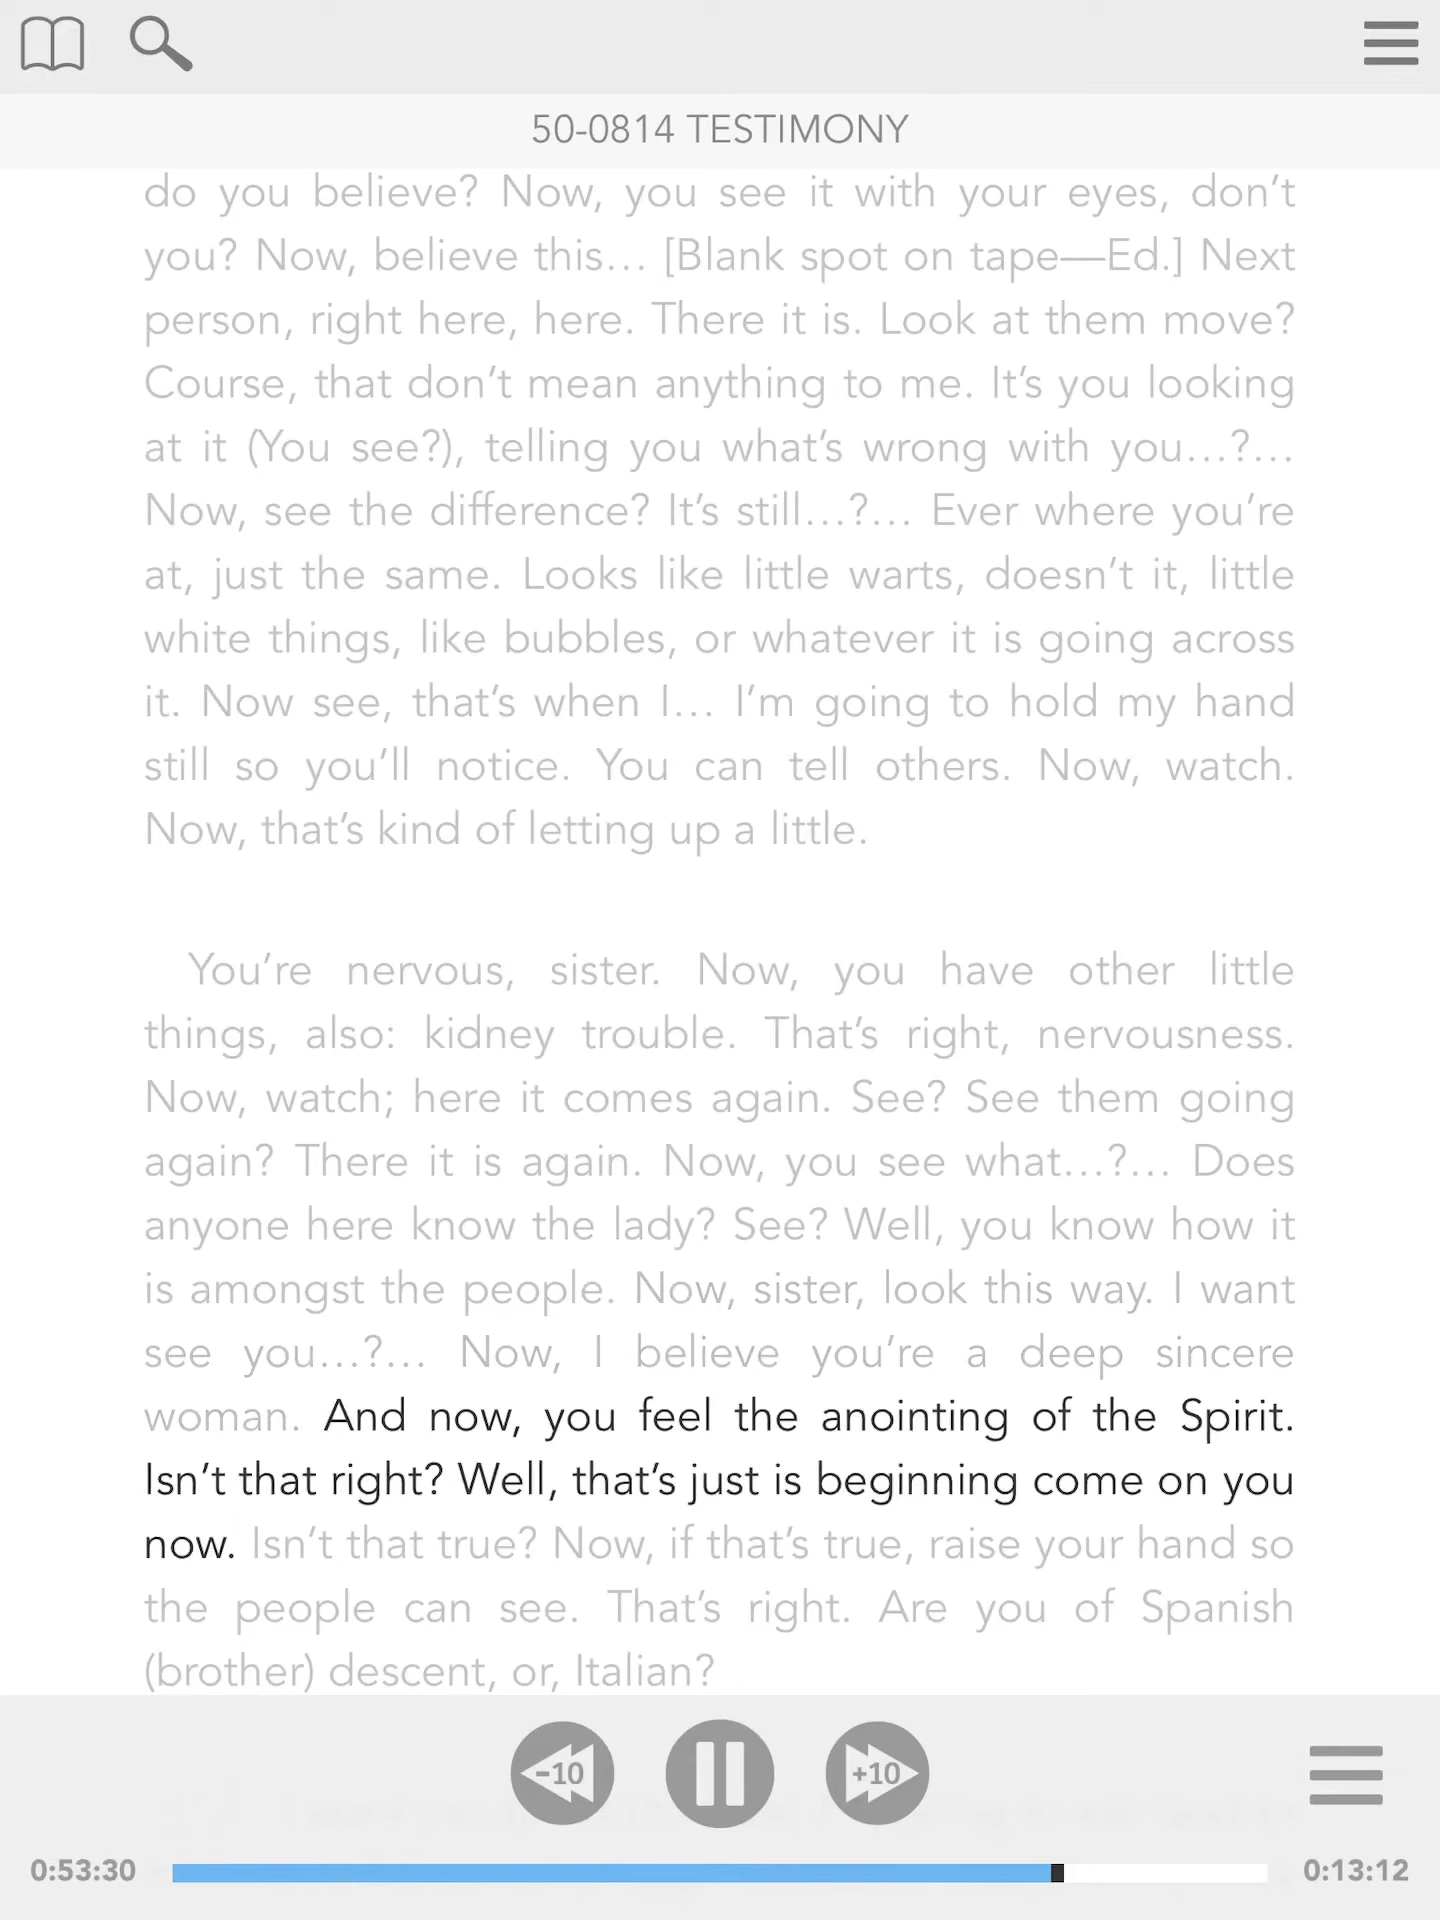 50-0814 TESTIMONY
do you believe? Now, you see it with your eyes, don’t
you? Now, believe this… [Blank spot on tape—Ed.] Next
person, right here, here. There it is. Look at them move?
Course, that don’t mean anything to me. It’s you looking
at it (You see?), telling you what’s wrong with you…?…
Now, see the difference? It’s still…?… Ever where you’re
at, just the same. Looks like little warts, doesn’t it, little
white things, like bubbles, or whatever it is going across
it. Now see, that’s when I… I’m going to hold my hand
still so you’ll notice. You can tell others. Now, watch.
Now, that’s kind of letting up a little.
You’re nervous, sister. Now, you have other little
things, also: kidney trouble. That’s right, nervousness.
Now, watch; here it comes again. See? See them going
again? There it is again. Now, you see what…?… Does
anyone here know the lady? See? Well, you know how it
is amongst the people. Now, sister, look this way. I want
see you…?… Now, I believe you’re a deep sincere
woman. And now, you feel the anointing of the Spirit.
Isn’t that right? Well, that’s just is beginning come on you
now. Isn’t that true? Now, if that’s true, raise your hand so
the people can see. That’s right. Are you of Spanish
(brother) descent, or, Italian?
-10 +10
0:53:30 0:13:12